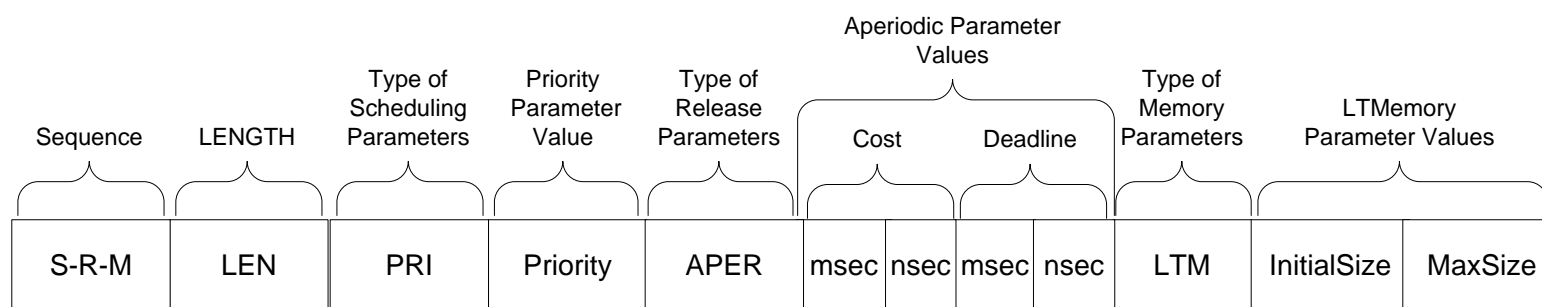 Aperiodic Parameter
Values
Type of
Scheduling
Parameters
Priority
Parameter
Value
Type of
Release
Parameters
Type of
Memory
Parameters
LTMemory
Parameter Values
Sequence
LENGTH
Cost
Deadline
S-R-M
LEN
PRI
Priority
APER
msec
nsec
msec
nsec
LTM
InitialSize
MaxSize